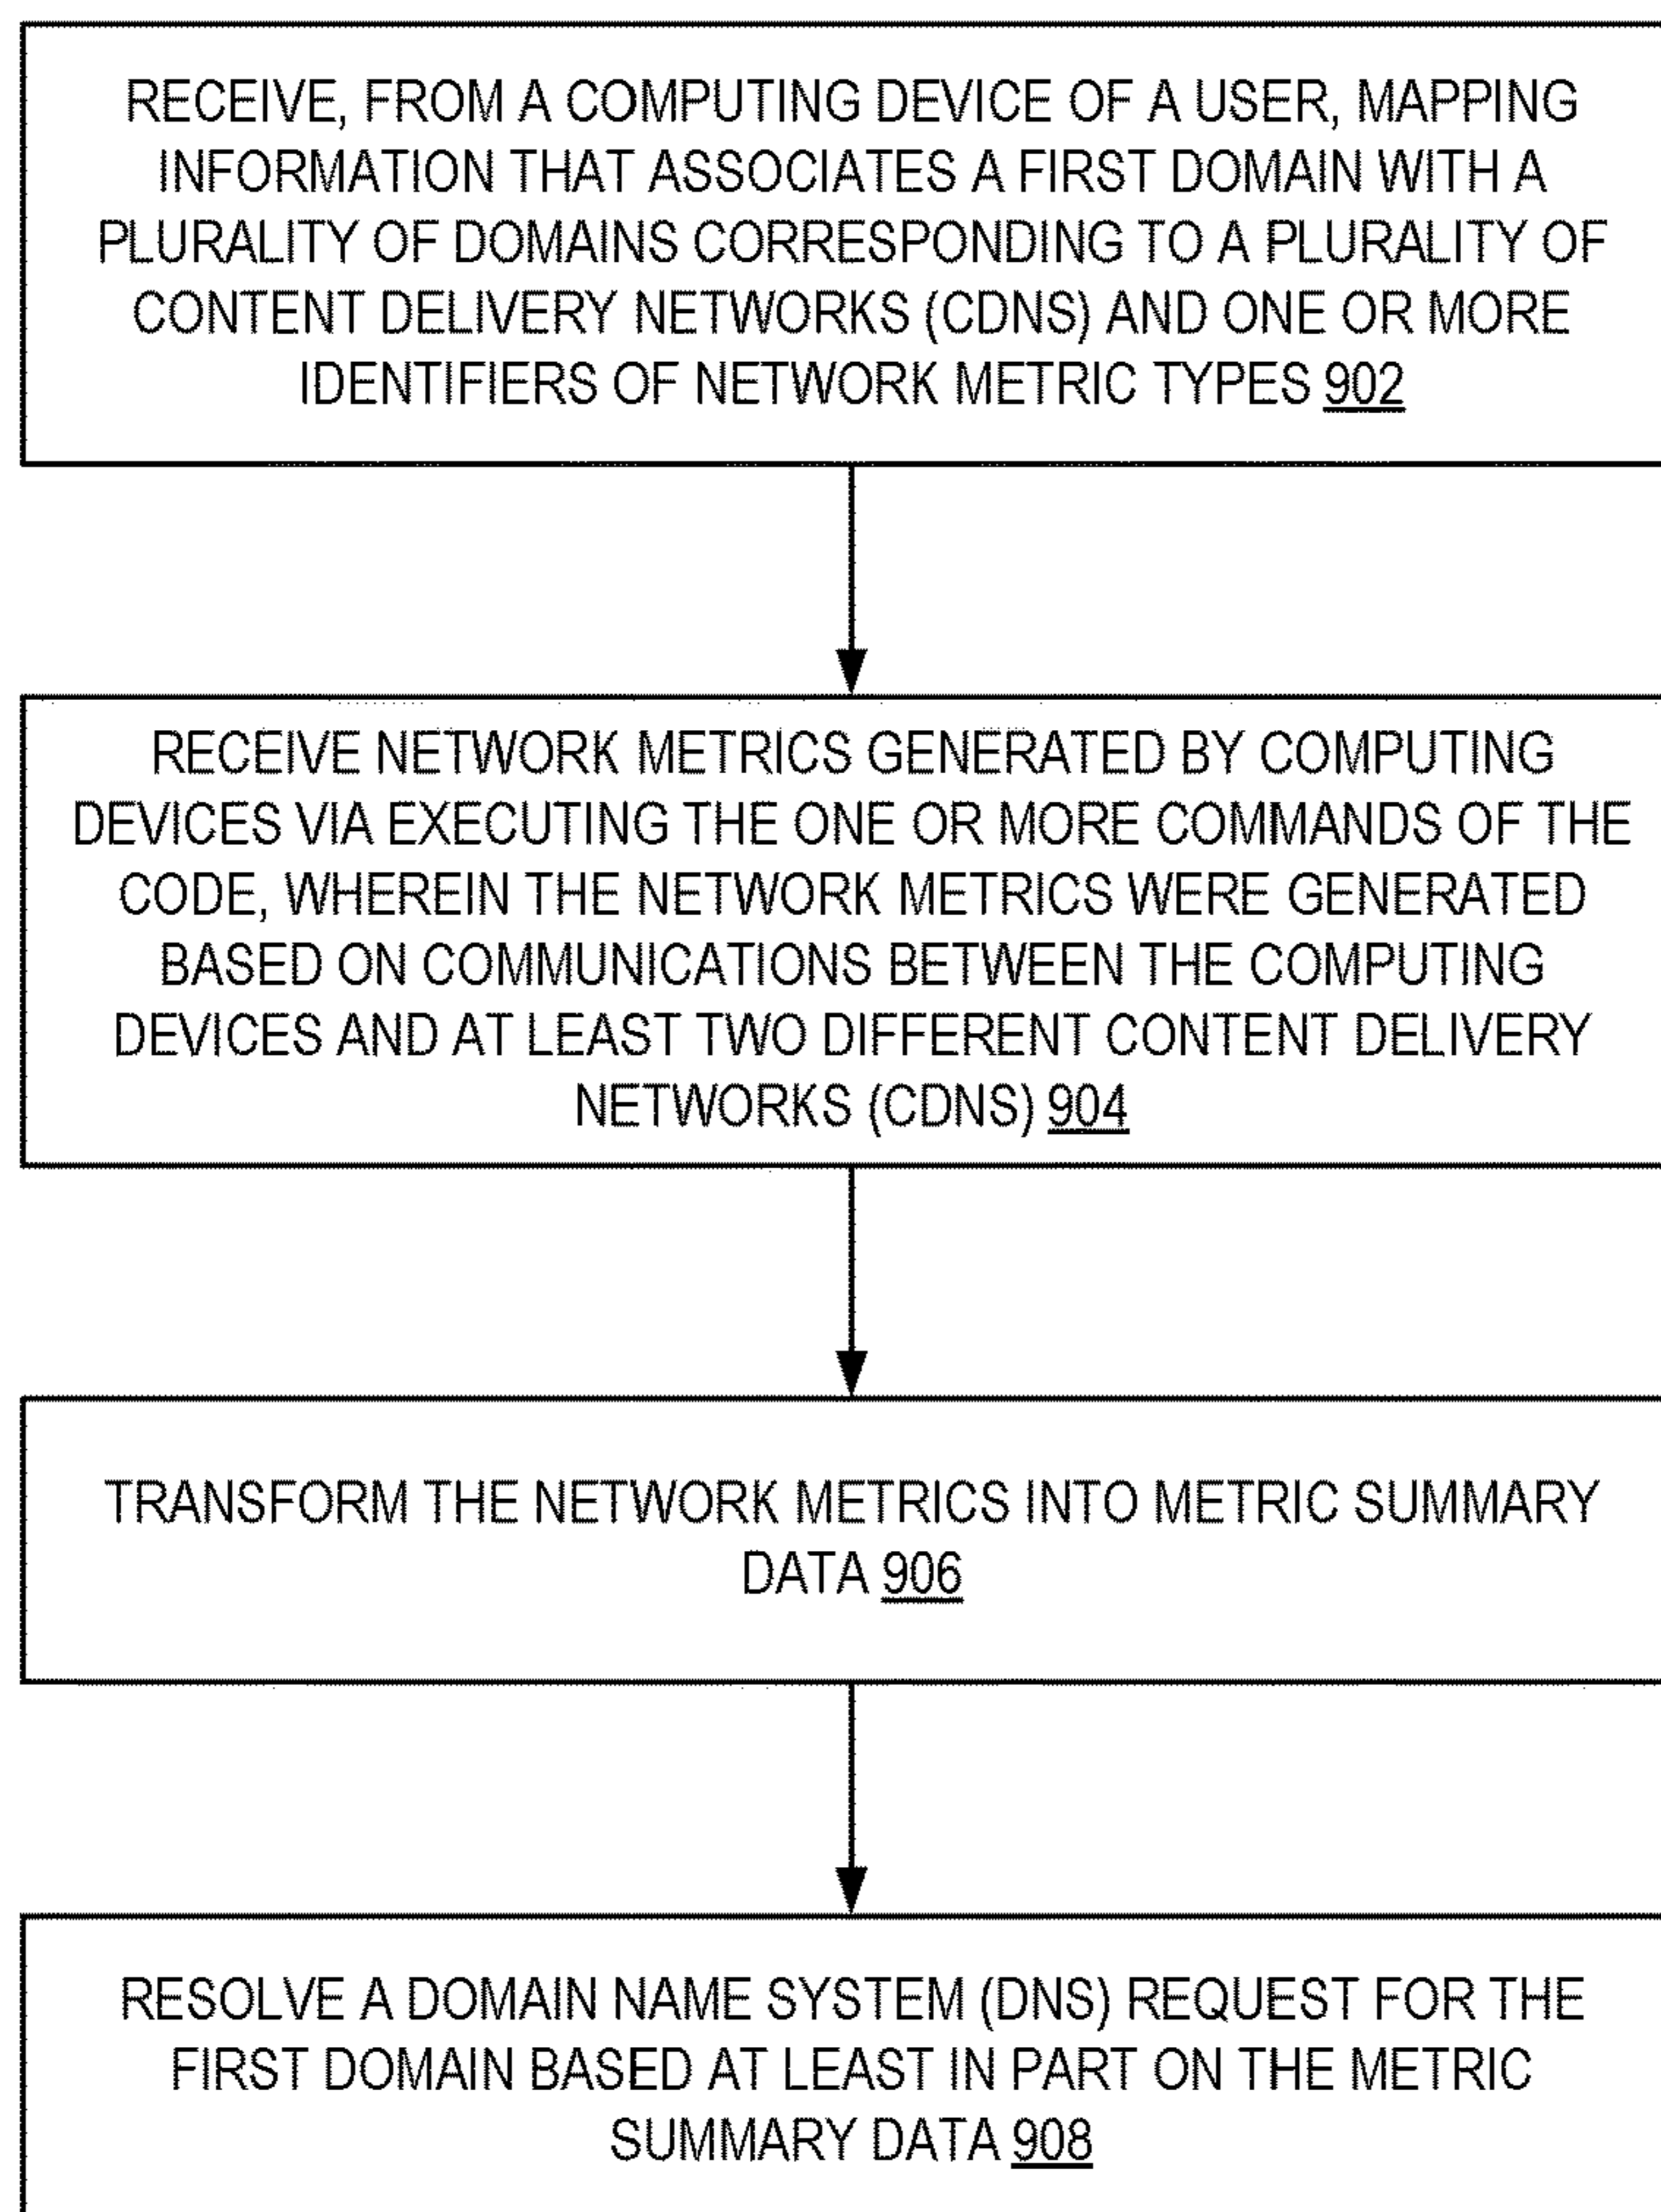 RECEIVE, FROM A COMPUTING DEVICE OF A USER, MAPPING
INFORMATION THAT ASSOCIATES A FIRST DOMAIN WITH A
PLURALITY OF DOMAINS CORRESPONDING TO A PLURALITY OF
CONTENT DELIVERY NETWORKS (CDNS) AND ONE OR MORE
IDENTIFIERS OF NETWORK METRIC TYPES 902
RECEIVE NETWORK METRICS GENERATED BY COMPUTING
DEVICES VIA EXECUTING THE ONE OR MORE COMMANDS OF THE
CODE, WHEREIN THE NETWORK METRICS WERE GENERATED
BASED ON COMMUNICATIONS BETWEEN THE COMPUTING
DEVICES AND AT LEAST TWO DIFFERENT CONTENT DELIVERY
NETWORKS (CDNS) 904
TRANSFORM THE NETWORK METRICS INTO METRIC SUMMARY
DATA 906
RESOLVE A DOMAIN NAME SYSTEM (DNS) REQUEST FOR THE
FIRST DOMAIN BASED AT LEAST IN PART ON THE METRIC
SUMMARY DATA 908